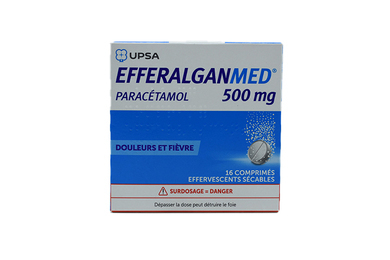 UPSA
EFFERALGANMED®
PARACÉTAMOL 500 mg
DOULEURS ET FIÈVRE
16 COMPRIMÉS
EFFERVESCENTS SÉCABLES
SURDOSAGE = DANGER
Dépasser la dose peut détruire le foie